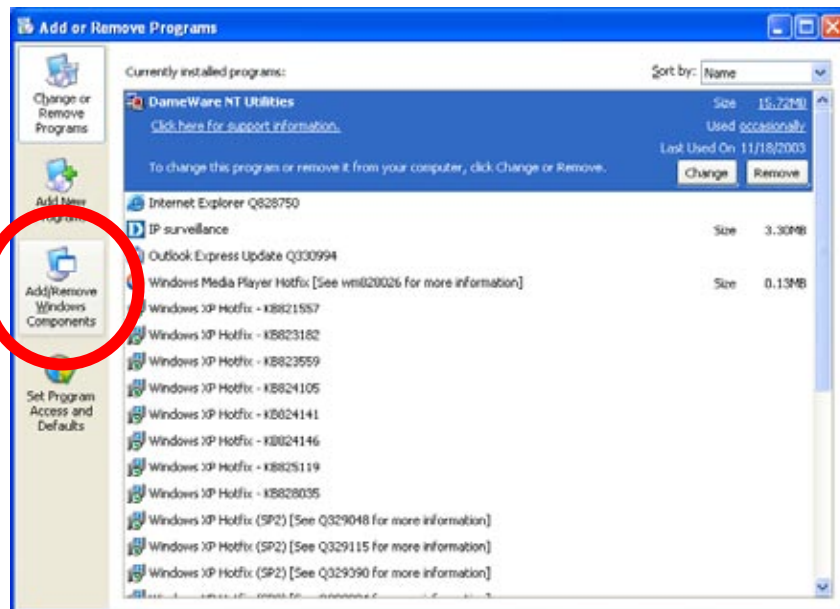 Add or Remove Programs
Change or
Remove
Programs
Add New
Programs
Add/Remove
Windows
Components
Set Program
Access and
Defaults
Currently installed programs:
Sort by: Name
DameWare NT Utilities
Size 15.72MB
Click here for support information.
Used occasionally
Last Used On 11/18/2003
To change this program or remove it from your computer, click Change or Remove.
Change Remove
Internet Explorer Q828750
IP surveillance Size 3.30MB
Outlook Express Update Q330994
Windows Media Player Hotfix [See wm828026 for more information] Size 0.13MB
Windows XP Hotfix - KB821557
Windows XP Hotfix - KB823182
Windows XP Hotfix - KB823559
Windows XP Hotfix - KB824105
Windows XP Hotfix - KB824141
Windows XP Hotfix - KB824146
Windows XP Hotfix - KB825119
Windows XP Hotfix - KB828035
Windows XP Hotfix (SP2) [See Q329048 for more information]
Windows XP Hotfix (SP2) [See Q329115 for more information]
Windows XP Hotfix (SP2) [See Q329390 for more information]